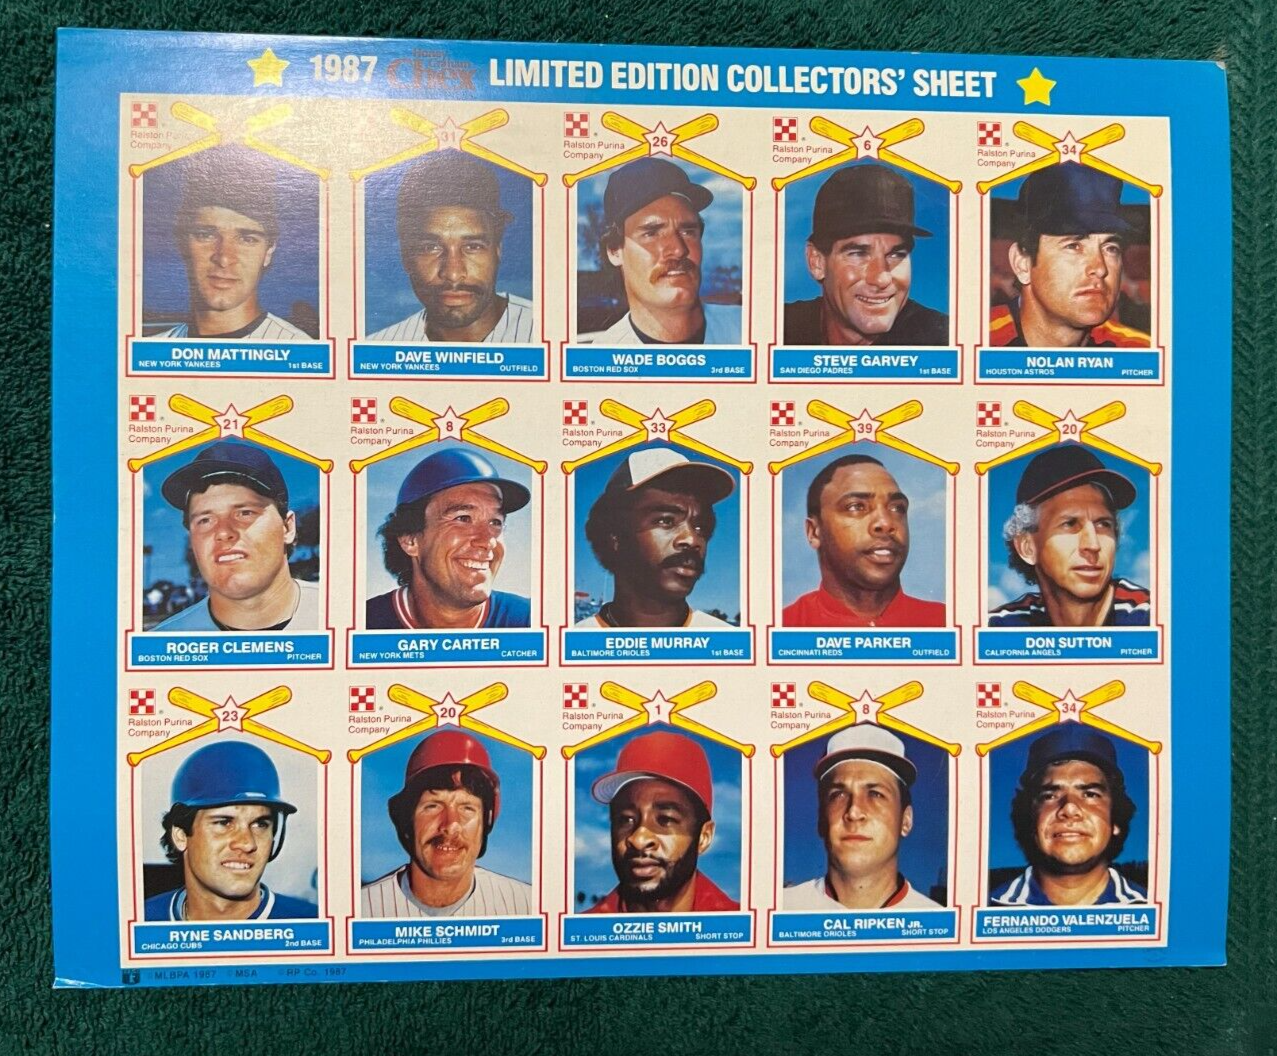 1987 Honey Chex LIMITED EDITION COLLECTORS' SHEET
Ralston Purina
Company
DON MATTINGLY
NEW YORK YANKEES 1st BASE
31
DAVE WINFIELD
NEW YORK YANKEES OUTFIELD
Ralston Purina
Company
26
WADE BOGGS
BOSTON RED SOX 3rd BASE
Ralston Purina
Company
6
STEVE GARVEY
SAN DIEGO PADRES 1st BASE
Ralston Purina
Company
34
NOLAN RYAN
HOUSTON ASTROS PITCHER
Ralston Purina
Company
21
ROGER CLEMENS
BOSTON RED SOX PITCHER
Ralston Purina
Company
8
GARY CARTER
NEW YORK METS CATCHER
Ralston Purina
Company
33
EDDIE MURRAY
BALTIMORE ORIOLES 1st BASE
Ralston Purina
Company
39
DAVE PARKER
CINCINNATI REDS OUTFIELD
Ralston Purina
Company
20
DON SUTTON
CALIFORNIA ANGELS PITCHER
Ralston Purina
Company
23
RYNE SANDBERG
CHICAGO CUBS 2nd BASE
Ralston Purina
Company
20
MIKE SCHMIDT
PHILADELPHIA PHILLIES 3rd BASE
Ralston Purina
Company
1
OZZIE SMITH
ST. LOUIS CARDINALS SHORT STOP
Ralston Purina
Company
8
CAL RIPKEN JR.
BALTIMORE ORIOLES SHORT STOP
Ralston Purina
Company
34
FERNANDO VALENZUELA
LOS ANGELES DODGERS PITCHER
© MLBPA 1987 © MSA © RP Co. 1987